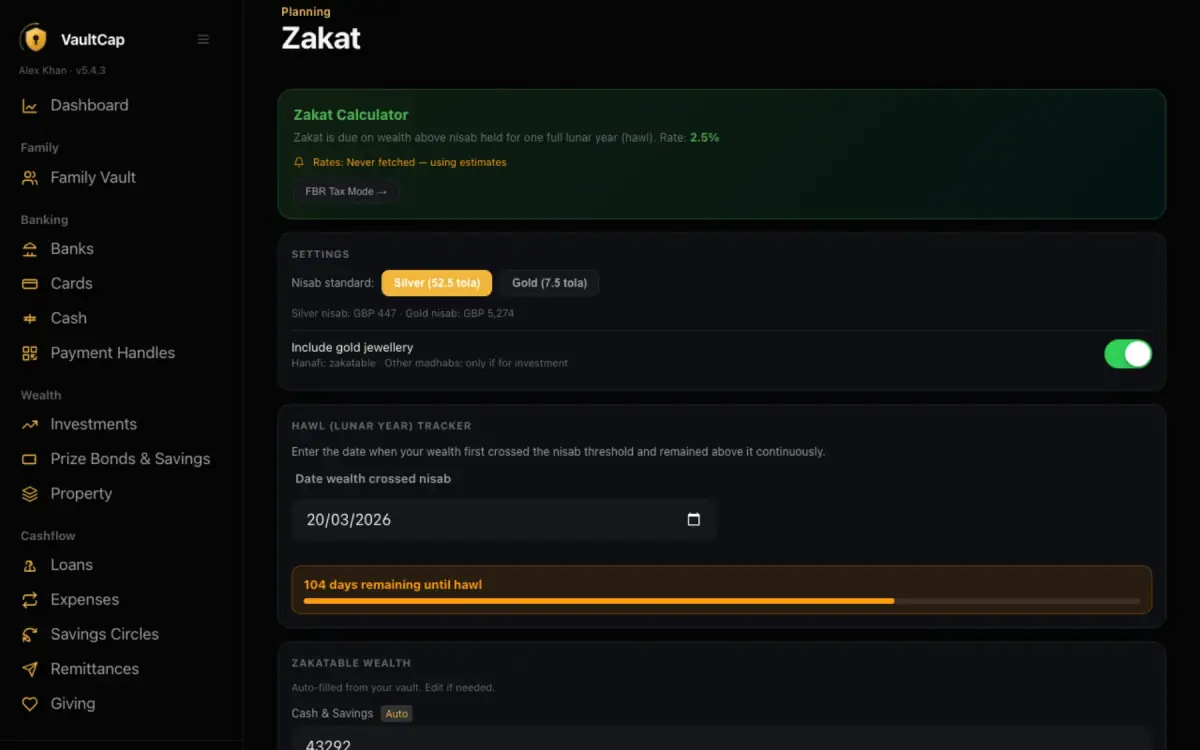 VaultCap
Alex Khan · v5.4.3
Dashboard
Family
Family Vault
Banking
Banks
Cards
Cash
Payment Handles
Wealth
Investments
Prize Bonds & Savings
Property
Cashflow
Loans
Expenses
Savings Circles
Remittances
Giving
Planning
Zakat
Zakat Calculator
Zakat is due on wealth above nisab held for one full lunar year (hawl). Rate: 2.5%
Rates: Never fetched — using estimates
FBR Tax Mode →
SETTINGS
Nisab standard: Silver (52.5 tola) Gold (7.5 tola)
Silver nisab: GBP 447 · Gold nisab: GBP 5,274
Include gold jewellery
Hanafi: zakatable Other madhabs: only if for investment
HAWL (LUNAR YEAR) TRACKER
Enter the date when your wealth first crossed the nisab threshold and remained above it continuously.
Date wealth crossed nisab
20/03/2026
104 days remaining until hawl
ZAKATABLE WEALTH
Auto-filled from your vault. Edit if needed.
Cash & Savings Auto
43292